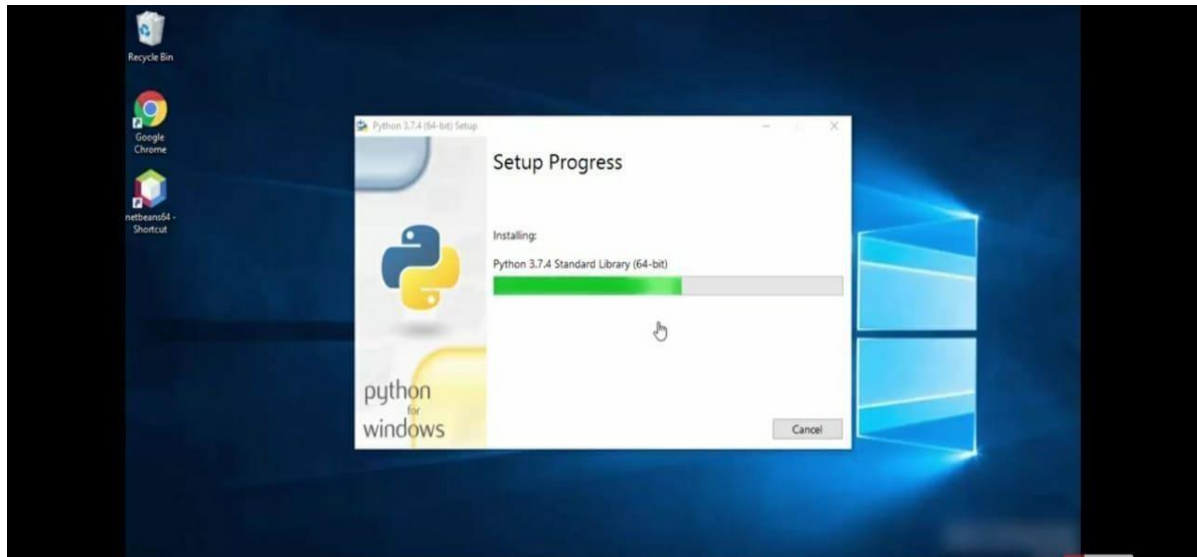 Recycle Bin
Google
Chrome
netbeans64 -
Shortcut
Python 3.7.4 (64-bit) Setup
Setup Progress
Installing:
Python 3.7.4 Standard Library (64-bit)
python
for
windows
Cancel